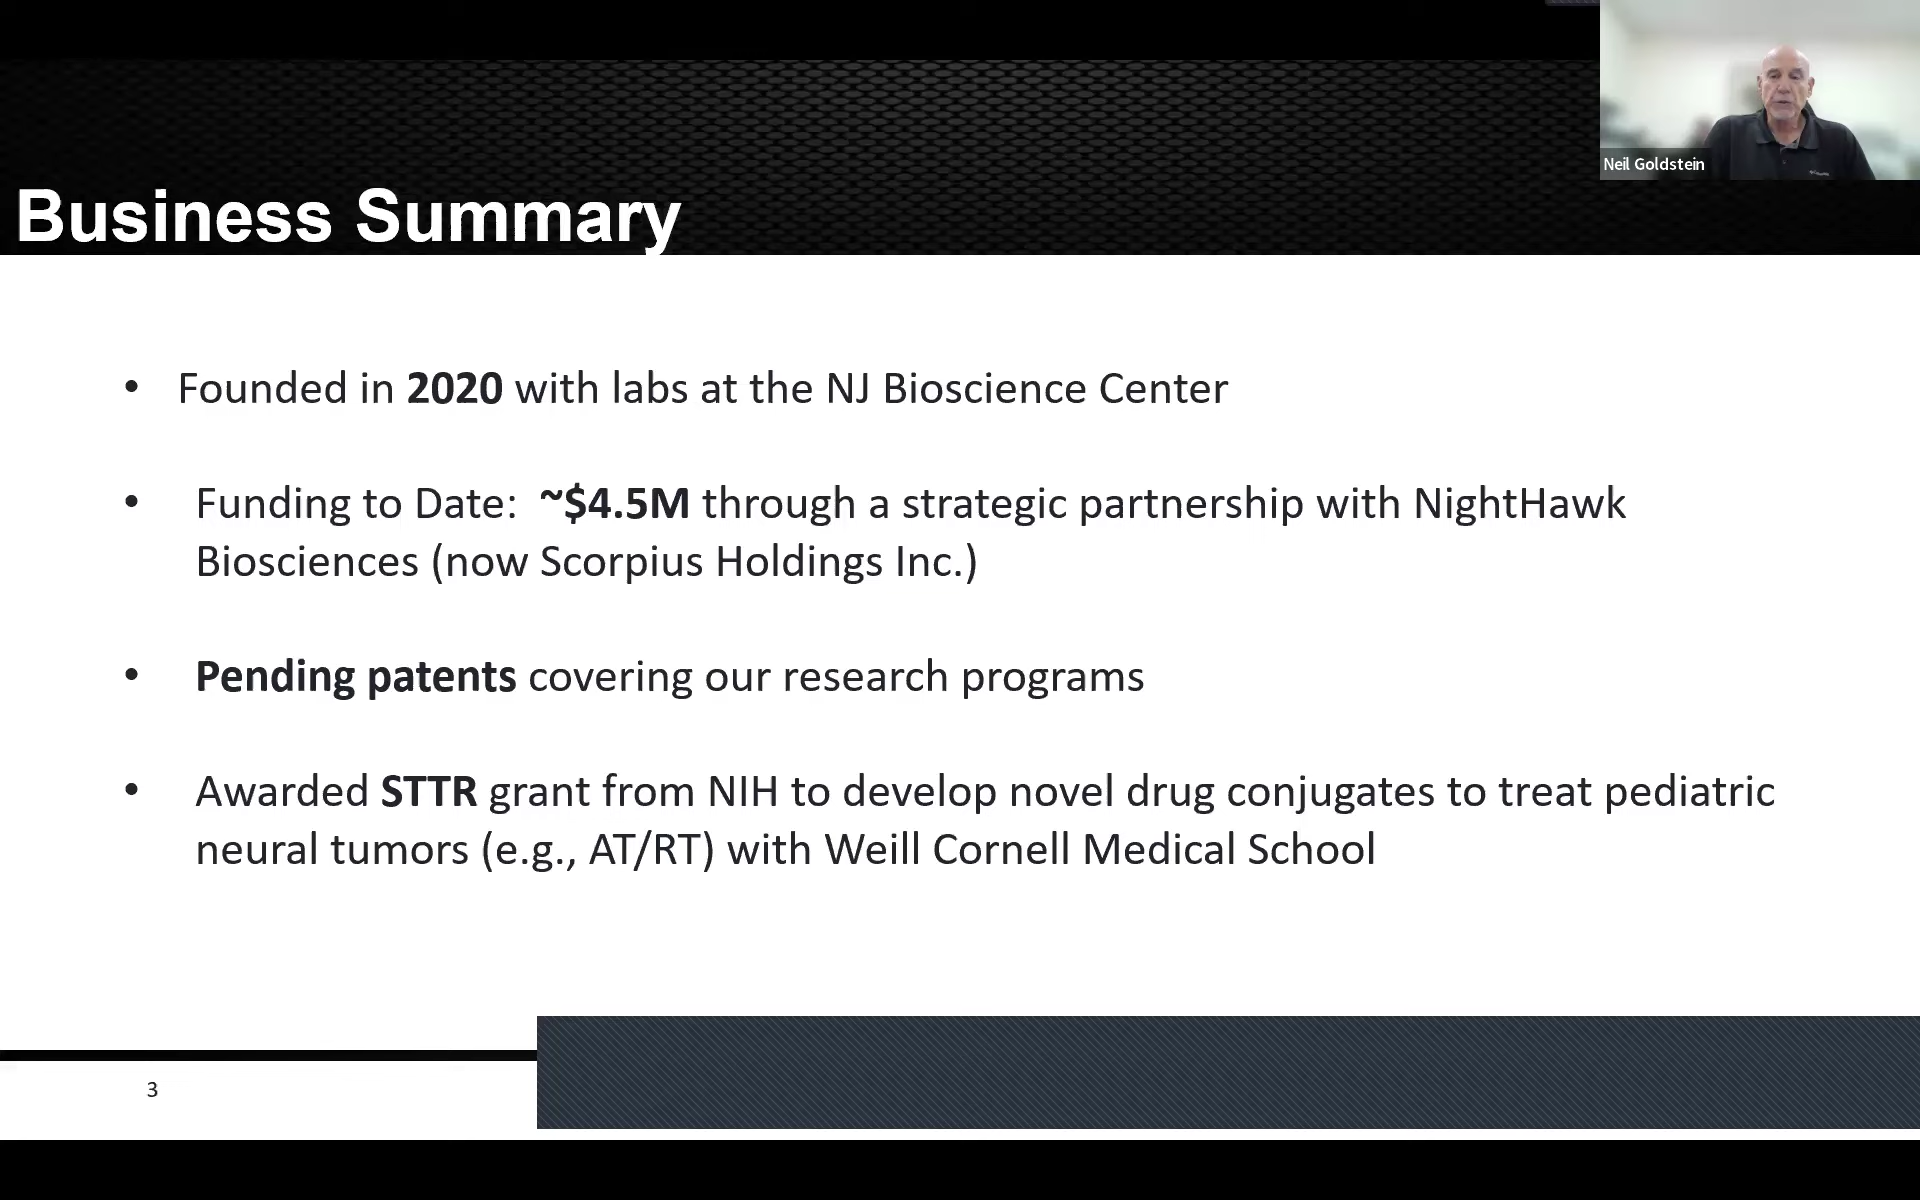 Neil Goldstein
Business Summary
• Founded in 2020 with labs at the NJ Bioscience Center
• Funding to Date: ~$4.5M through a strategic partnership with NightHawk
Biosciences (now Scorpius Holdings Inc.)
• Pending patents covering our research programs
• Awarded STTR grant from NIH to develop novel drug conjugates to treat pediatric
neural tumors (e.g., AT/RT) with Weill Cornell Medical School
3